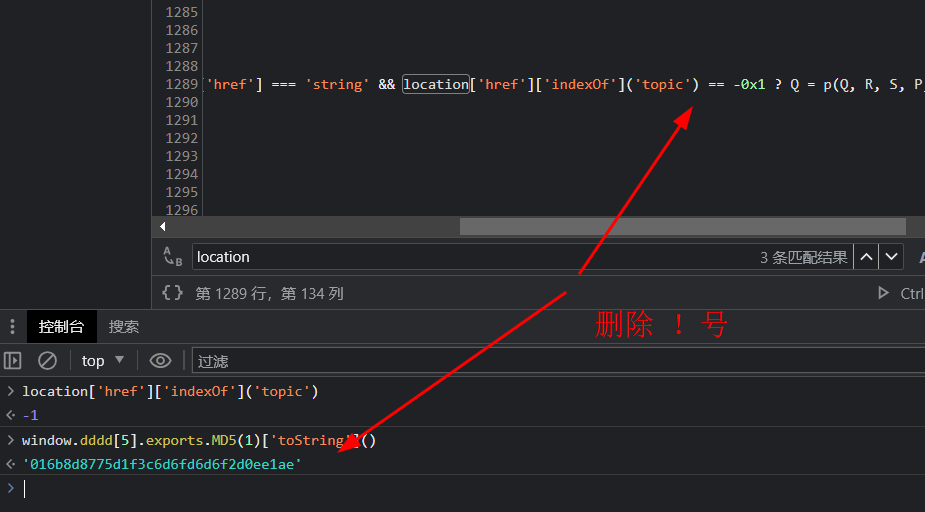 1285
1286
1287
1288
1289 ['href'] === 'string' && location['href']['indexOf']('topic') == -0x1 ? Q = p(Q, R, S, P,
1290
1291
1292
1293
1294
1295
1296
location
3 条匹配结果
{} 第 1289 行，第 134 列
Ctrl
控制台 搜索
删除 ！号
top 过滤
location['href']['indexOf']('topic')
-1
window.dddd[5].exports.MD5(1)['toString']()
'016b8d8775d1f3c6d6fd6d6f2d0ee1ae'